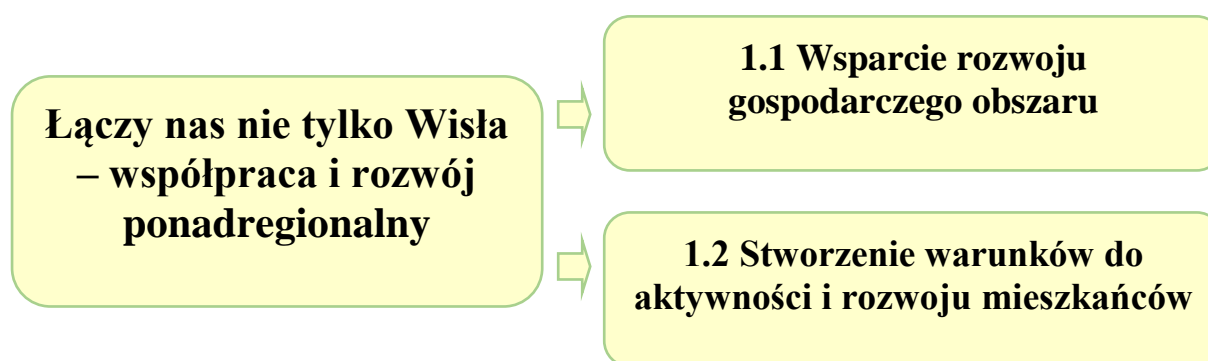 Łączy nas nie tylko Wisła
– współpraca i rozwój
ponadregionalny
1.1 Wsparcie rozwoju
gospodarczego obszaru
1.2 Stworzenie warunków do
aktywności i rozwoju mieszkańców